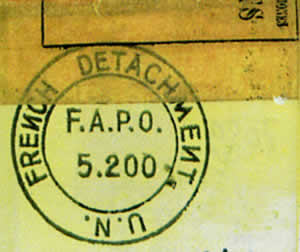 FRENCH DETACHMENT
F.A.P.O.
5.200
U.N.